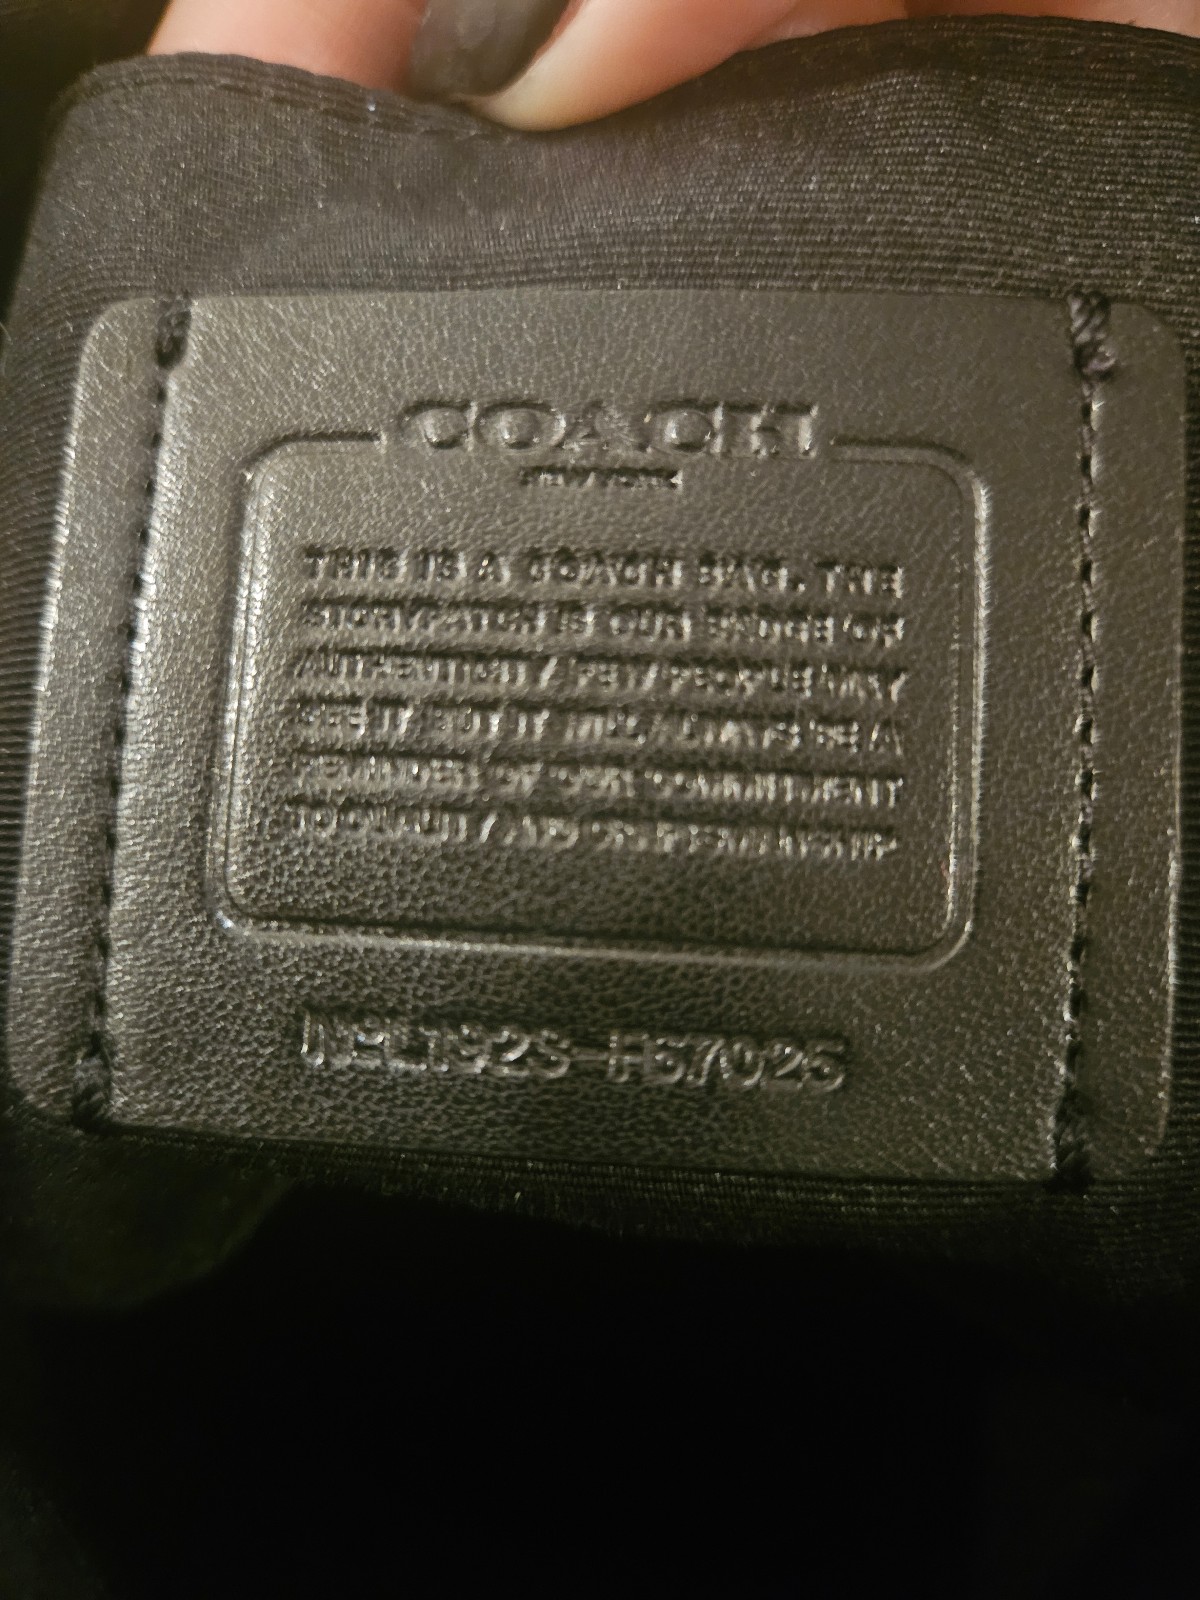 COACH
NEW YORK
THIS IS A COACH BAG. THE
STORYPATCH IS OUR BADGE OF
AUTHENTICITY. FEW PEOPLE MAY
SEE IT, BUT IT WILL ALWAYS BE A
REMINDER OF OUR COMMITMENT
TO QUALITY AND CRAFTSMANSHIP